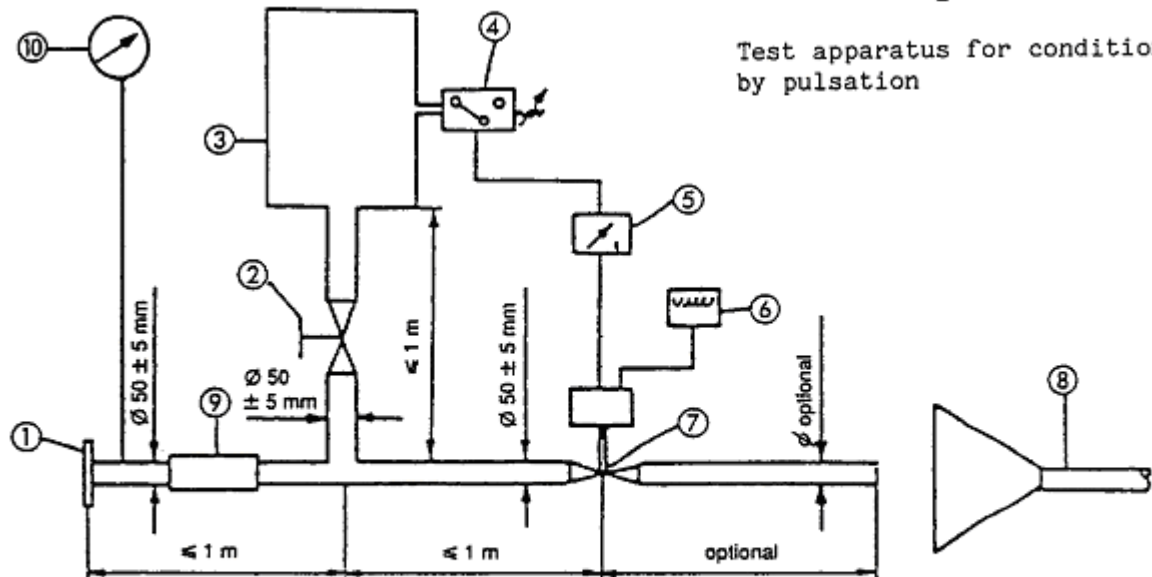 ⑩
④
Test apparatus for conditio
by pulsation
③
⑤
②
⑥
Ø 50 ± 5 mm
Ø 50
± 5 mm
⩽ 1 m
Ø 50 ± 5 mm
Ø optional
⑧
⑨
⑦
①
⩽ 1 m
⩽ 1 m
optional